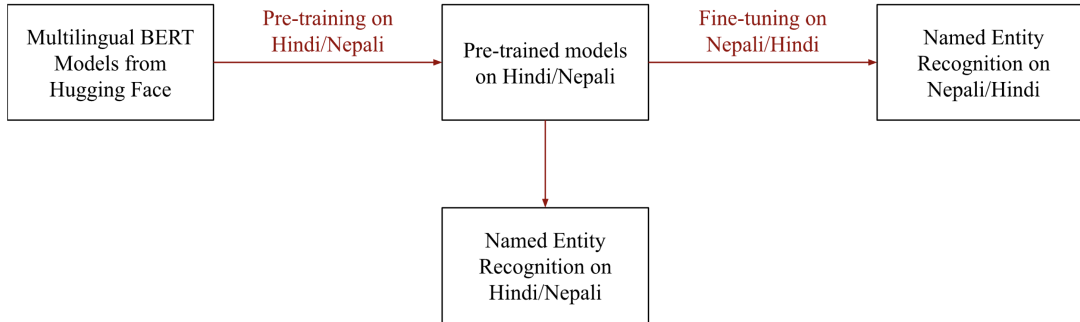 Multilingual BERT
Models from
Hugging Face
Pre-training on
Hindi/Nepali
Pre-trained models
on Hindi/Nepali
Fine-tuning on
Nepali/Hindi
Named Entity
Recognition on
Nepali/Hindi
Named Entity
Recognition on
Hindi/Nepali